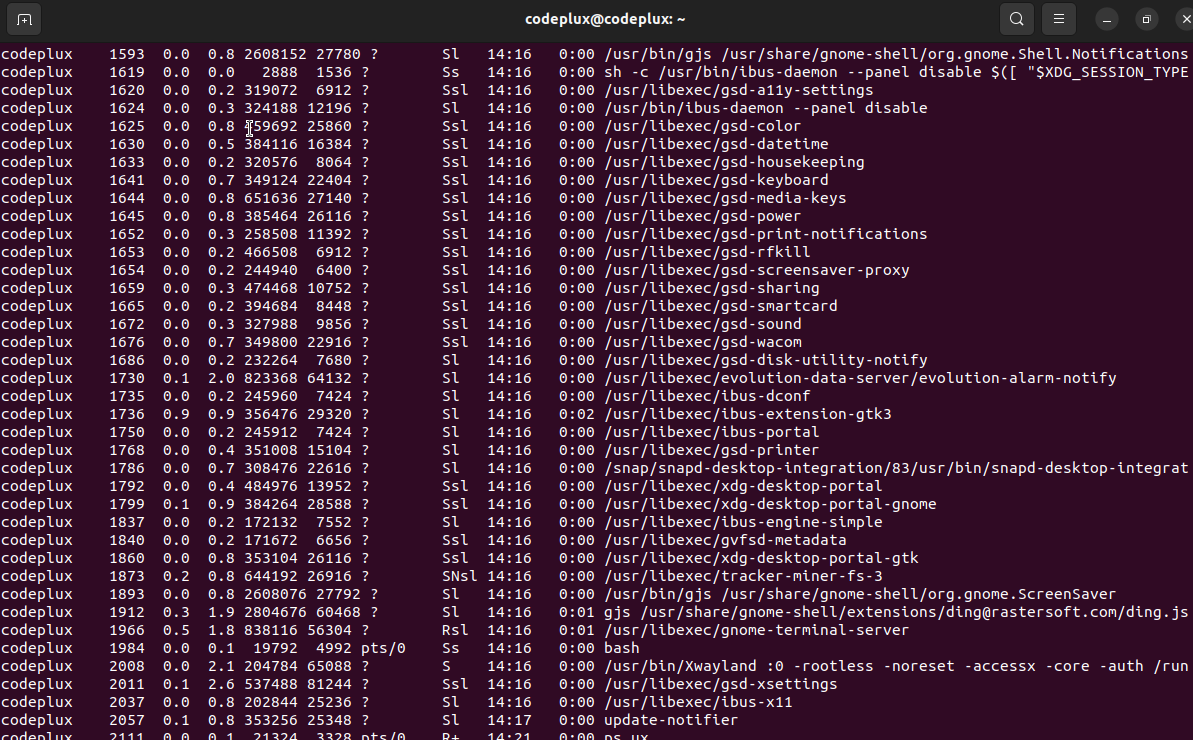 codeplux@codeplux: ~
codeplux 1593 0.0 0.8 2608152 27780 ? Sl 14:16 0:00 /usr/bin/gjs /usr/share/gnome-shell/org.gnome.Shell.Notifications
codeplux 1619 0.0 0.0 2888 1536 ? Ss 14:16 0:00 sh -c /usr/bin/ibus-daemon --panel disable $([ "$XDG_SESSION_TYPE
codeplux 1620 0.0 0.2 319072 6912 ? Ssl 14:16 0:00 /usr/libexec/gsd-a11y-settings
codeplux 1624 0.0 0.3 324188 12196 ? Sl 14:16 0:00 /usr/bin/ibus-daemon --panel disable
codeplux 1625 0.0 0.8 59692 25860 ? Ssl 14:16 0:00 /usr/libexec/gsd-color
codeplux 1630 0.0 0.5 384116 16384 ? Ssl 14:16 0:00 /usr/libexec/gsd-datetime
codeplux 1633 0.0 0.2 320576 8064 ? Ssl 14:16 0:00 /usr/libexec/gsd-housekeeping
codeplux 1641 0.0 0.7 349124 22404 ? Ssl 14:16 0:00 /usr/libexec/gsd-keyboard
codeplux 1644 0.0 0.8 651636 27140 ? Ssl 14:16 0:00 /usr/libexec/gsd-media-keys
codeplux 1645 0.0 0.8 385464 26116 ? Ssl 14:16 0:00 /usr/libexec/gsd-power
codeplux 1652 0.0 0.3 258508 11392 ? Ssl 14:16 0:00 /usr/libexec/gsd-print-notifications
codeplux 1653 0.0 0.2 466508 6912 ? Ssl 14:16 0:00 /usr/libexec/gsd-rfkill
codeplux 1654 0.0 0.2 244940 6400 ? Ssl 14:16 0:00 /usr/libexec/gsd-screensaver-proxy
codeplux 1659 0.0 0.3 474468 10752 ? Ssl 14:16 0:00 /usr/libexec/gsd-sharing
codeplux 1665 0.0 0.2 394684 8448 ? Ssl 14:16 0:00 /usr/libexec/gsd-smartcard
codeplux 1672 0.0 0.3 327988 9856 ? Ssl 14:16 0:00 /usr/libexec/gsd-sound
codeplux 1676 0.0 0.7 349800 22916 ? Ssl 14:16 0:00 /usr/libexec/gsd-wacom
codeplux 1686 0.0 0.2 232264 7680 ? Sl 14:16 0:00 /usr/libexec/gsd-disk-utility-notify
codeplux 1730 0.1 2.0 823368 64132 ? Sl 14:16 0:00 /usr/libexec/evolution-data-server/evolution-alarm-notify
codeplux 1735 0.0 0.2 245960 7424 ? Sl 14:16 0:00 /usr/libexec/ibus-dconf
codeplux 1736 0.9 0.9 356476 29320 ? Sl 14:16 0:02 /usr/libexec/ibus-extension-gtk3
codeplux 1750 0.0 0.2 245912 7424 ? Sl 14:16 0:00 /usr/libexec/ibus-portal
codeplux 1768 0.0 0.4 351008 15104 ? Sl 14:16 0:00 /usr/libexec/gsd-printer
codeplux 1786 0.0 0.7 308476 22616 ? Sl 14:16 0:00 /snap/snapd-desktop-integration/83/usr/bin/snapd-desktop-integrat
codeplux 1792 0.0 0.4 484976 13952 ? Ssl 14:16 0:00 /usr/libexec/xdg-desktop-portal
codeplux 1799 0.1 0.9 384264 28588 ? Ssl 14:16 0:00 /usr/libexec/xdg-desktop-portal-gnome
codeplux 1837 0.0 0.2 172132 7552 ? Sl 14:16 0:00 /usr/libexec/ibus-engine-simple
codeplux 1840 0.0 0.2 171672 6656 ? Ssl 14:16 0:00 /usr/libexec/gvfsd-metadata
codeplux 1860 0.0 0.8 353104 26116 ? Ssl 14:16 0:00 /usr/libexec/xdg-desktop-portal-gtk
codeplux 1873 0.2 0.8 644192 26916 ? SNsl 14:16 0:00 /usr/libexec/tracker-miner-fs-3
codeplux 1893 0.0 0.8 2608076 27792 ? Sl 14:16 0:00 /usr/bin/gjs /usr/share/gnome-shell/org.gnome.ScreenSaver
codeplux 1912 0.3 1.9 2804676 60468 ? Sl 14:16 0:01 gjs /usr/share/gnome-shell/extensions/ding@rastersoft.com/ding.js
codeplux 1966 0.5 1.8 838116 56304 ? Rsl 14:16 0:01 /usr/libexec/gnome-terminal-server
codeplux 1984 0.0 0.1 19792 4992 pts/0 Ss 14:16 0:00 bash
codeplux 2008 0.0 2.1 204784 65088 ? S 14:16 0:00 /usr/bin/Xwayland :0 -rootless -noreset -accessx -core -auth /run
codeplux 2011 0.1 2.6 537488 81244 ? Ssl 14:16 0:00 /usr/libexec/gsd-xsettings
codeplux 2037 0.0 0.8 202844 25236 ? Sl 14:16 0:00 /usr/libexec/ibus-x11
codeplux 2057 0.1 0.8 353256 25348 ? Sl 14:17 0:00 update-notifier
codeplux 2111 0.0 0.1 21324 3328 pts/0 R+ 14:21 0:00 ps ux